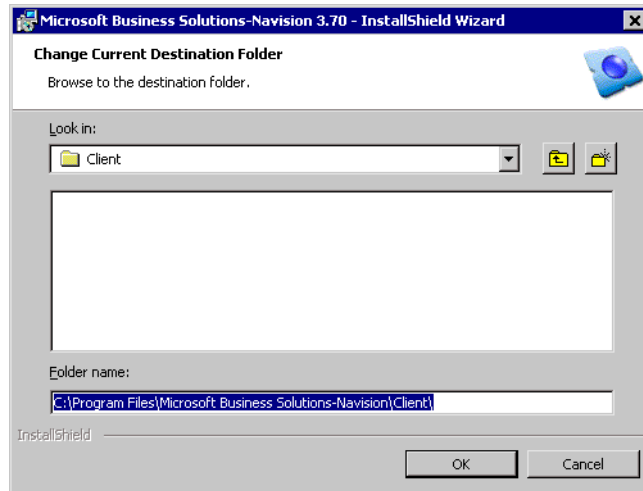 Microsoft Business Solutions-Navision 3.70 - InstallShield Wizard
Change Current Destination Folder
Browse to the destination folder.
Look in:
Client
Folder name:
C:\Program Files\Microsoft Business Solutions-Navision\Client\
InstallShield
OK Cancel